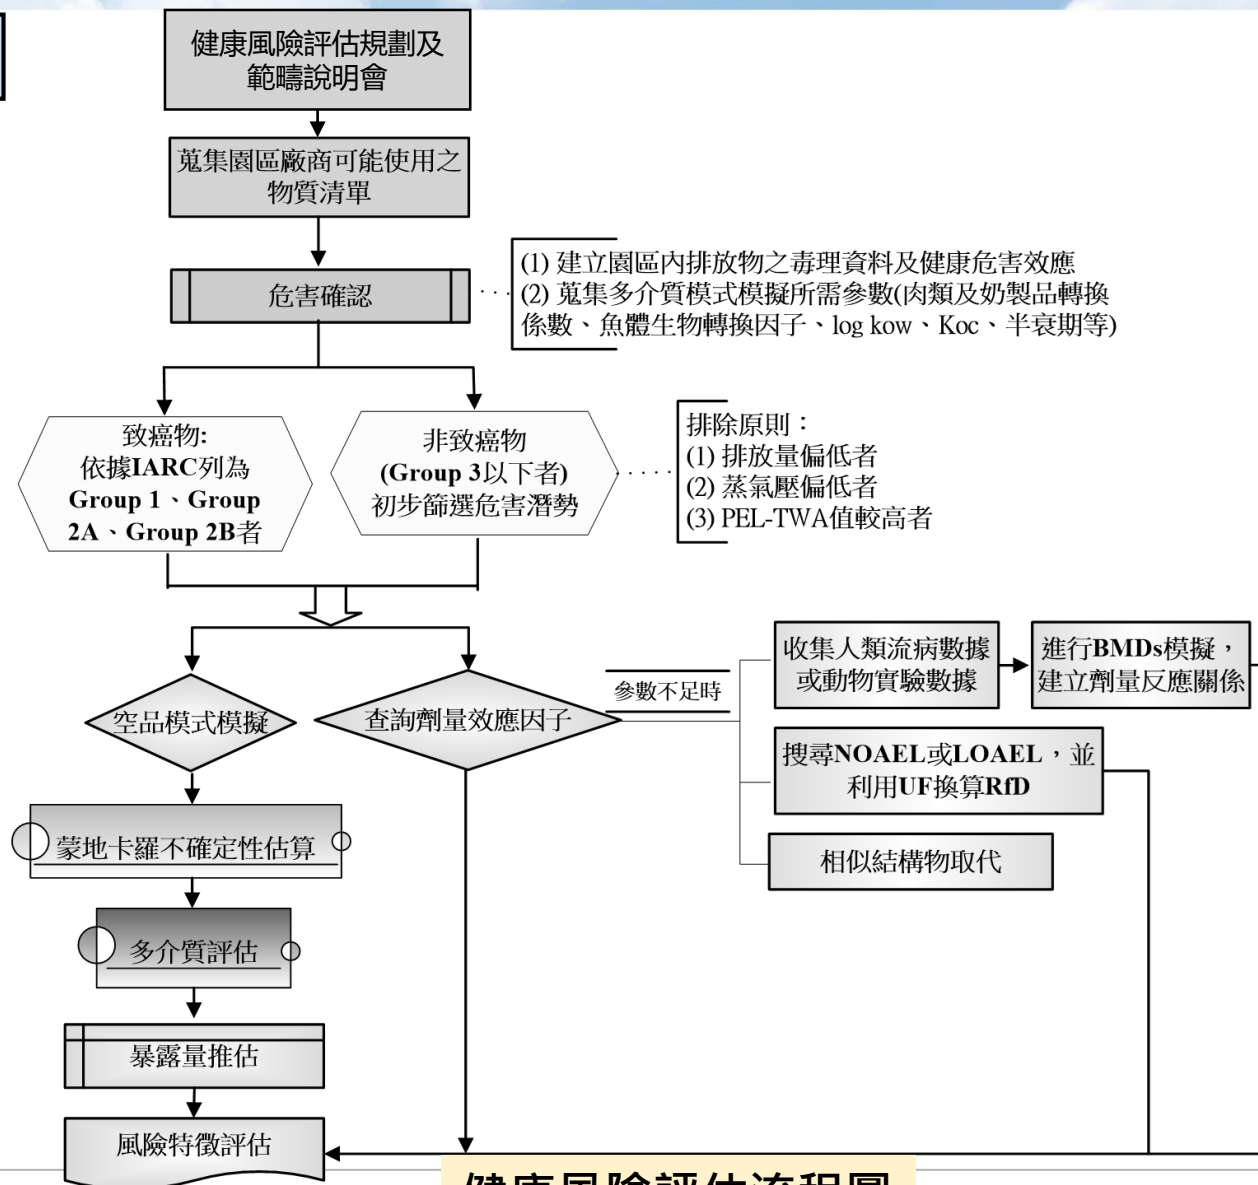 健康風險評估規劃及
範疇說明會
蒐集園區廠商可能使用之
物質清單
危害確認
(1) 建立園區內排放物之毒理資料及健康危害效應
(2) 蒐集多介質模式模擬所需參數(肉類及奶製品轉換
係數、魚體生物轉換因子、log kow、Koc、半衰期等)
致癌物:
依據IARC列為
Group 1、Group
2A、Group 2B者
非致癌物
(Group 3以下者)
初步篩選危害潛勢
排除原則：
(1) 排放量偏低者
(2) 蒸氣壓偏低者
(3) PEL-TWA值較高者
空品模式模擬
查詢劑量效應因子
參數不足時
收集人類流病數據
或動物實驗數據
進行BMDs模擬，
建立劑量反應關係
搜尋NOAEL或LOAEL，並
利用UF換算RfD
相似結構物取代
蒙地卡羅不確定性估算
多介質評估
暴露量推估
風險特徵評估
健康風險評估流程圖